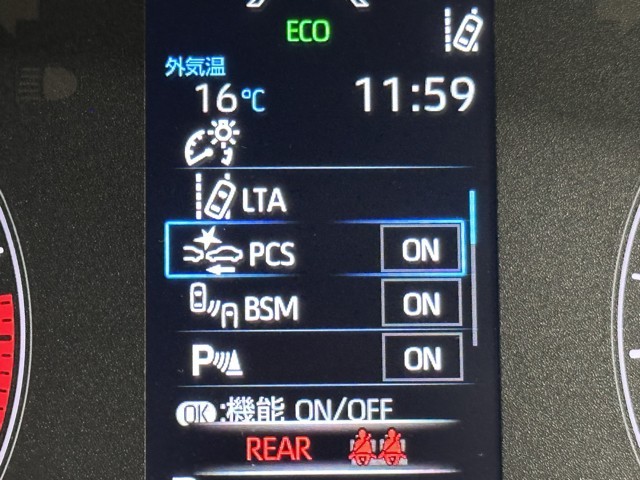 ECO
外気温
16℃ 11:59
LTA
PCS ON
BSM ON
P ON
OK :機能 ON/OFF
REAR